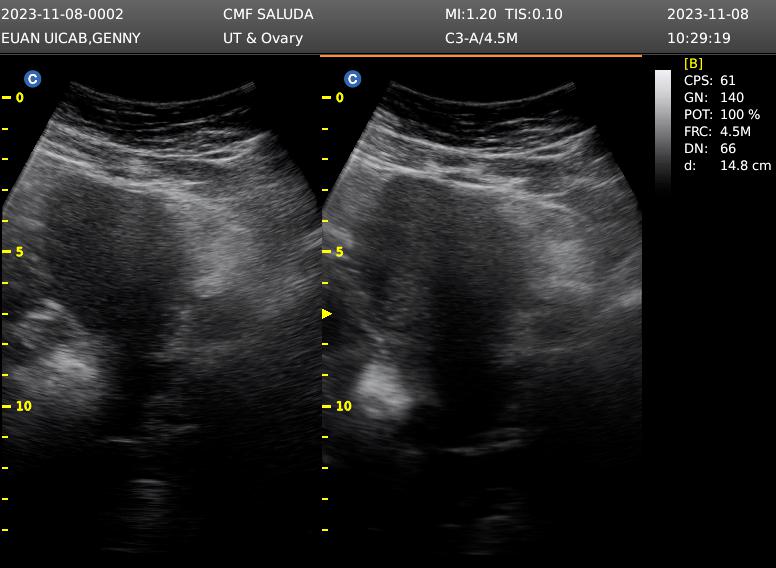 2023-11-08-0002 CMF SALUDA MI:1.20 TIS:0.10 2023-11-08
EUAN UICAB,GENNY UT & Ovary C3-A/4.5M 10:29:19
C C [B]
0 0 CPS: 61
GN: 140
POT: 100 %
FRC: 4.5M
DN: 66
d: 14.8 cm
5 5
10 10